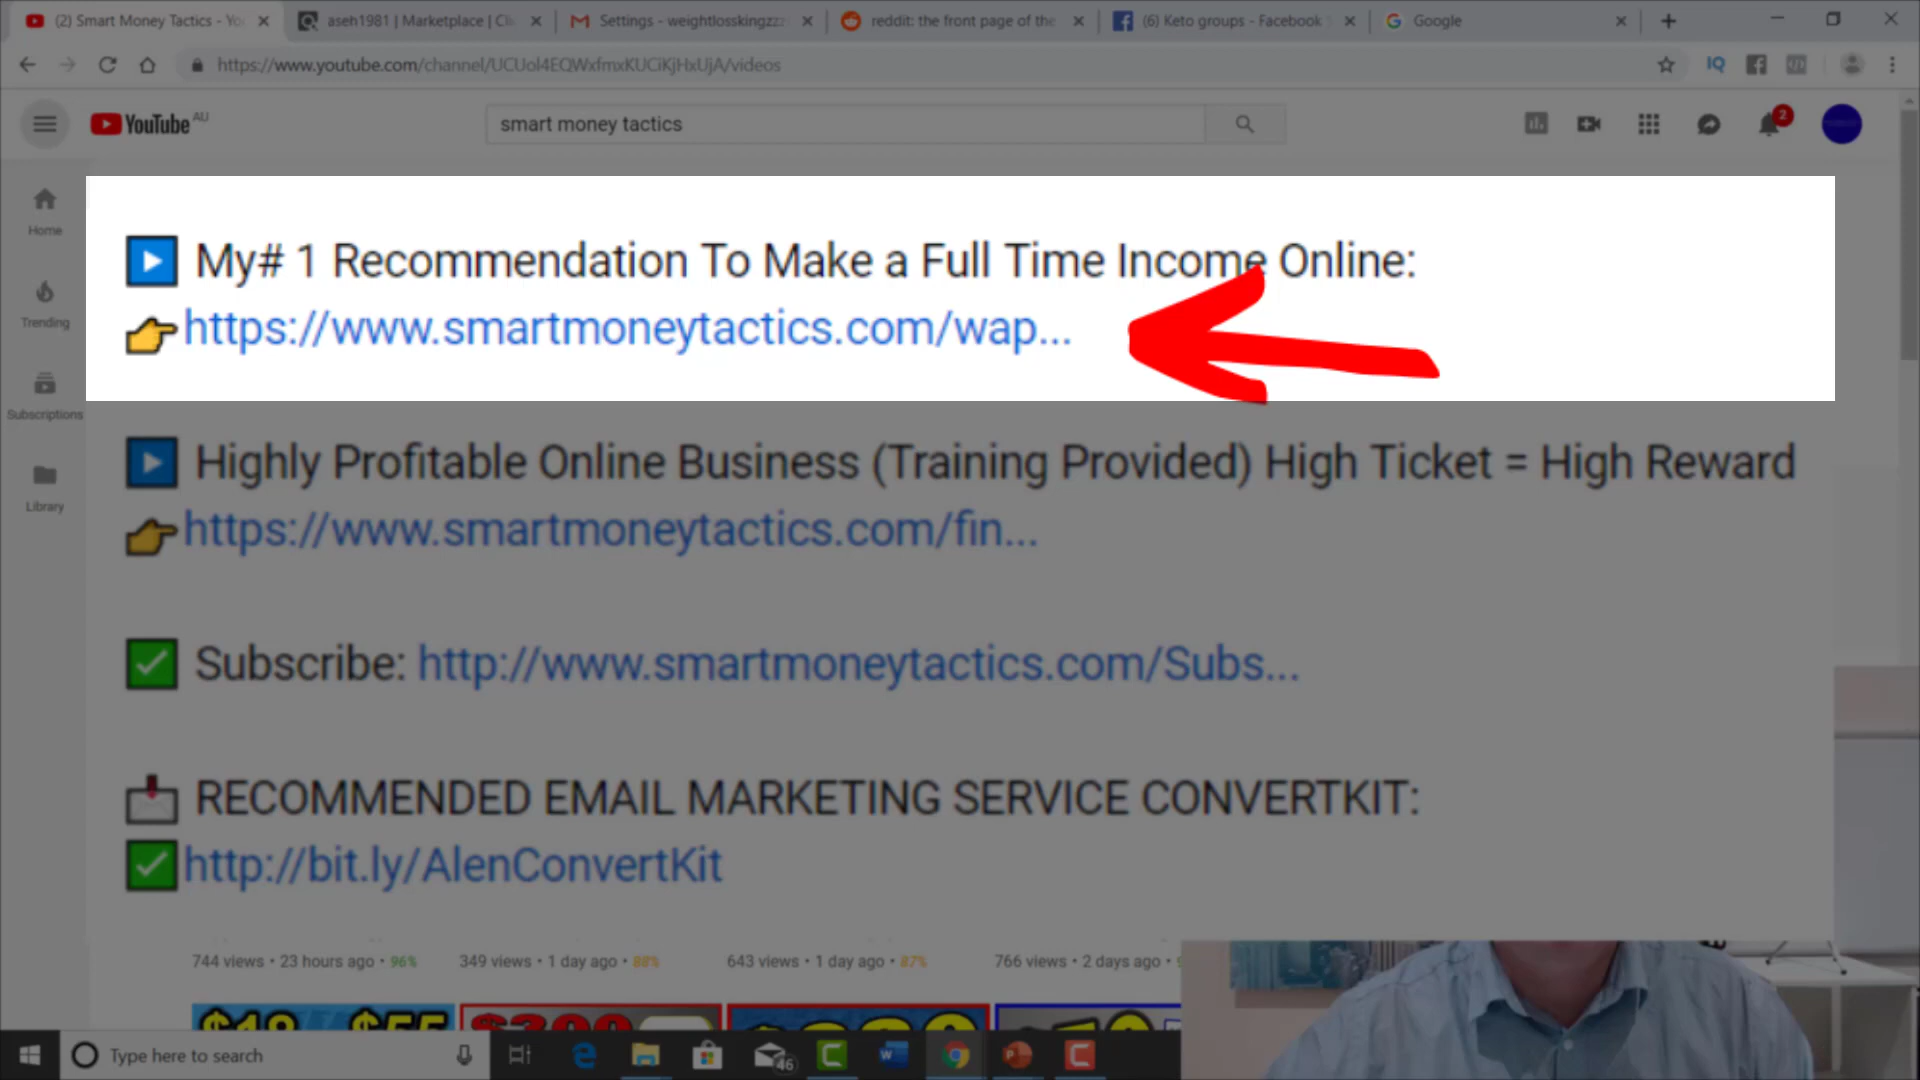 (2) Smart Money Tactics - Yo
aseh1981 | Marketplace | Cli
Settings - weightlosskingzzz
reddit: the front page of the
(6) Keto groups - Facebook
Google
https://www.youtube.com/channel/UCUol4EQWxfmxKUCiKjHxUjA/videos
IQ
YouTube AU
smart money tactics
2
Home
Trending
Subscriptions
Library
My# 1 Recommendation To Make a Full Time Income Online:
https://www.smartmoneytactics.com/wap...
Highly Profitable Online Business (Training Provided) High Ticket = High Reward
https://www.smartmoneytactics.com/fin...
Subscribe: http://www.smartmoneytactics.com/Subs...
RECOMMENDED EMAIL MARKETING SERVICE CONVERTKIT:
http://bit.ly/AlenConvertKit
744 views • 23 hours ago • 96%
349 views • 1 day ago • 88%
643 views • 1 day ago • 87%
766 views • 2 days ago •
Type here to search
46